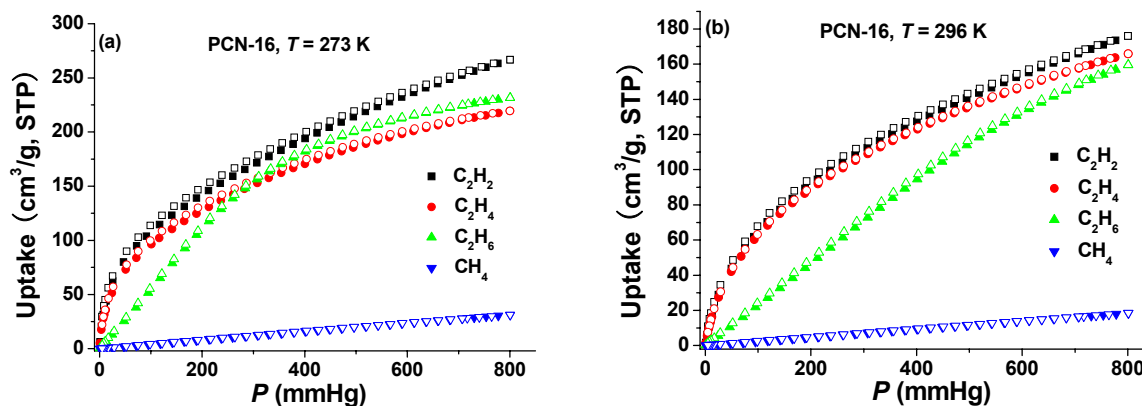 (a)
PCN-16, T = 273 K
Uptake (cm³/g, STP)
300
250
200
150
100
50
0
C₂H₂
C₂H₄
C₂H₆
CH₄
0 200 400 600 800
P (mmHg)
(b)
PCN-16, T = 296 K
Uptake (cm³/g, STP)
180
160
140
120
100
80
60
40
20
0
C₂H₂
C₂H₄
C₂H₆
CH₄
0 200 400 600 800
P (mmHg)